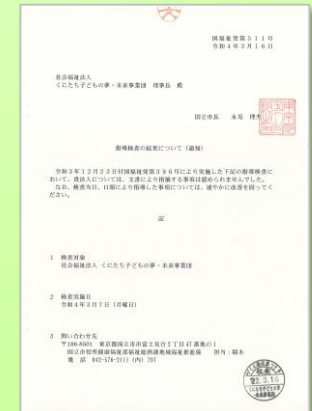 国福祉発第511号
令和4年3月16日
社会福祉法人
くにたち子どもの夢・未来事業団 理事長 殿
国立市長 永見 理夫
指導検査の結果について(通知)
令和3年12月23日付国福祉発第396号により実施した下記の指導検査に
おいて、貴法人については、文書により指摘する事項は認められませんでした。
なお、検査当日、口頭により指導した事項については、速やかに改善を図ってく
ださい。
記
1 検査対象
社会福祉法人 くにたち子どもの夢・未来事業団
2 検査実施日
令和4年3月7日(月曜日)
3 問い合わせ先
〒186-8501 東京都国立市富士見台2丁目47番地の1
国立市役所健康福祉部福祉総務課地域福祉推進係 担当:
電 話 042-576-2111(内)797
22.3.16